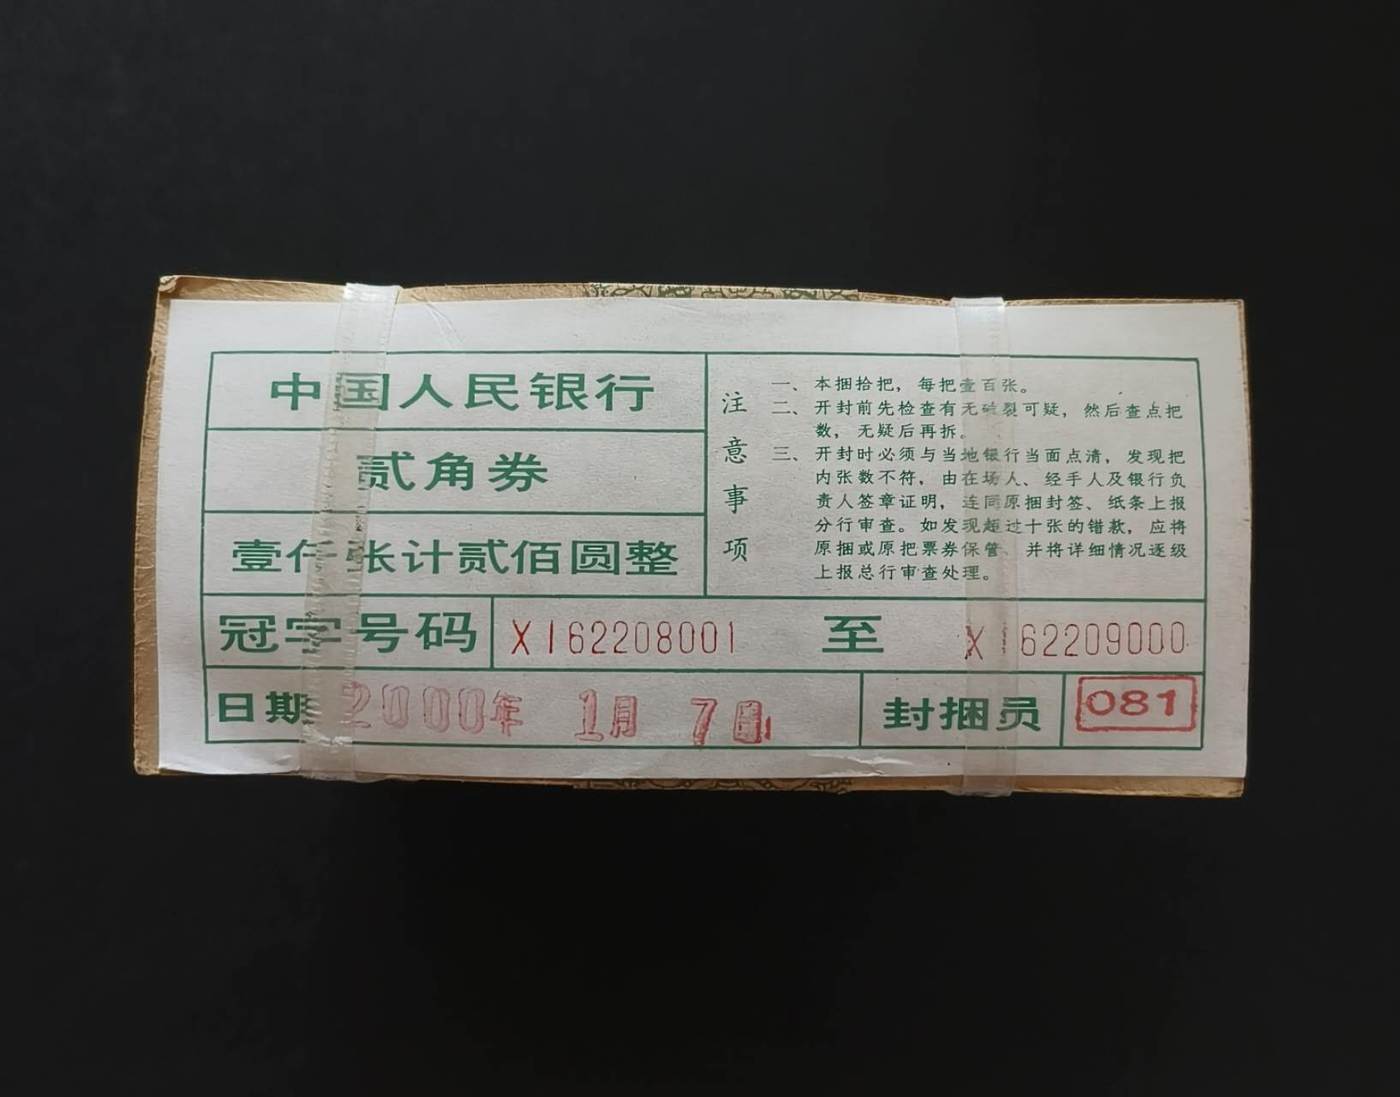 中国人民银行
贰角券
壹仟张计贰佰圆整
注意事项
一、本捆拾把，每把壹百张。
二、开封前先检查有无破裂可疑，然后查点把
数，无疑后再拆。
三、开封时必须与当地银行当面点清，发现把
内张数不符，由在场人、经手人及银行负
责人签章证明，连同原捆封签、纸条上报
分行审查。如发现超过十张的错款，应将
原捆或原把票券保管、并将详细情况逐级
上报总行审查处理。
冠字号码 X162208001 至 X162209000
日期 2000年 1月 7日 封捆员 081